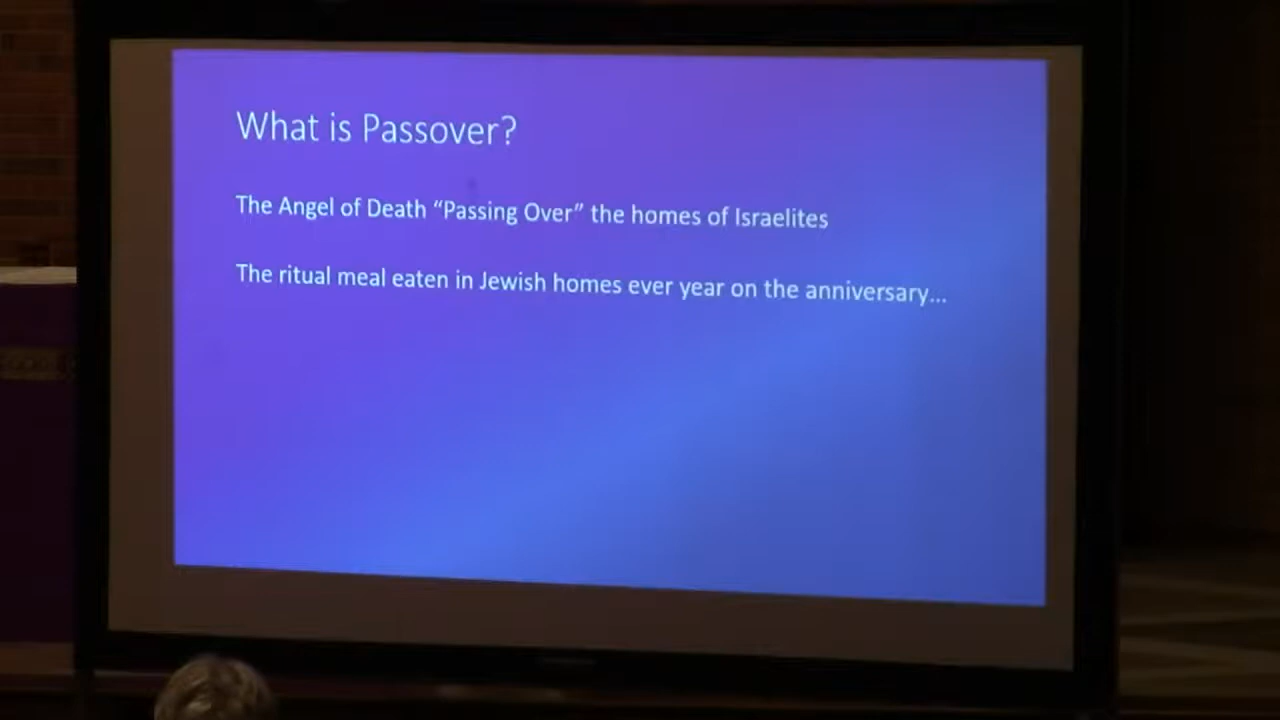 What is Passover?
The Angel of Death “Passing Over” the homes of Israelites
The ritual meal eaten in Jewish homes ever year on the anniversary...